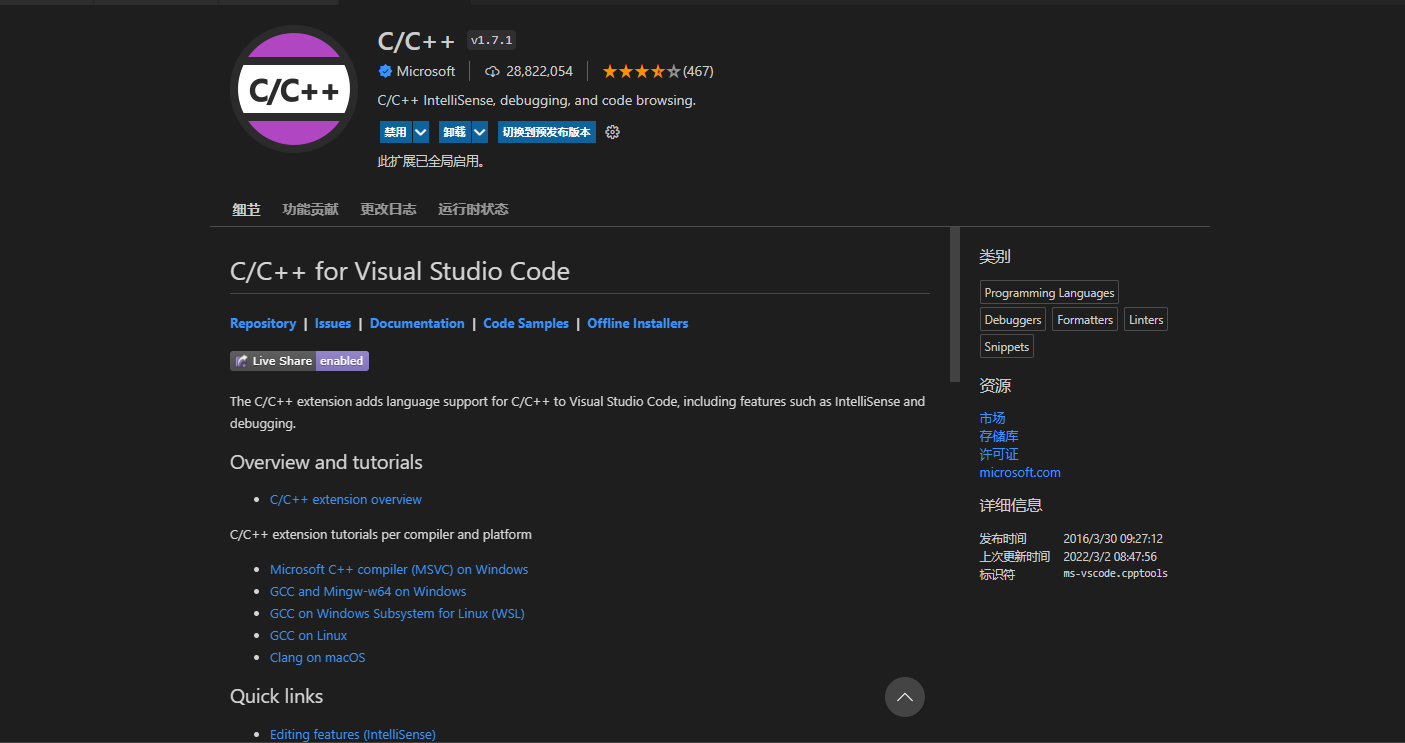 C/C++
C/C++ v1.7.1
Microsoft 28,822,054 (467)
C/C++ IntelliSense, debugging, and code browsing.
禁用 卸载 切换到预发布版本
此扩展已全局启用。
细节 功能贡献 更改日志 运行时状态
C/C++ for Visual Studio Code
Repository | Issues | Documentation | Code Samples | Offline Installers
Live Share enabled
The C/C++ extension adds language support for C/C++ to Visual Studio Code, including features such as IntelliSense and
debugging.
Overview and tutorials
• C/C++ extension overview
C/C++ extension tutorials per compiler and platform
• Microsoft C++ compiler (MSVC) on Windows
• GCC and Mingw-w64 on Windows
• GCC on Windows Subsystem for Linux (WSL)
• GCC on Linux
• Clang on macOS
Quick links
• Editing features (IntelliSense)
类别
Programming Languages
Debuggers Formatters Linters
Snippets
资源
市场
存储库
许可证
microsoft.com
详细信息
发布时间 2016/3/30 09:27:12
上次更新时间 2022/3/2 08:47:56
标识符 ms-vscode.cpptools